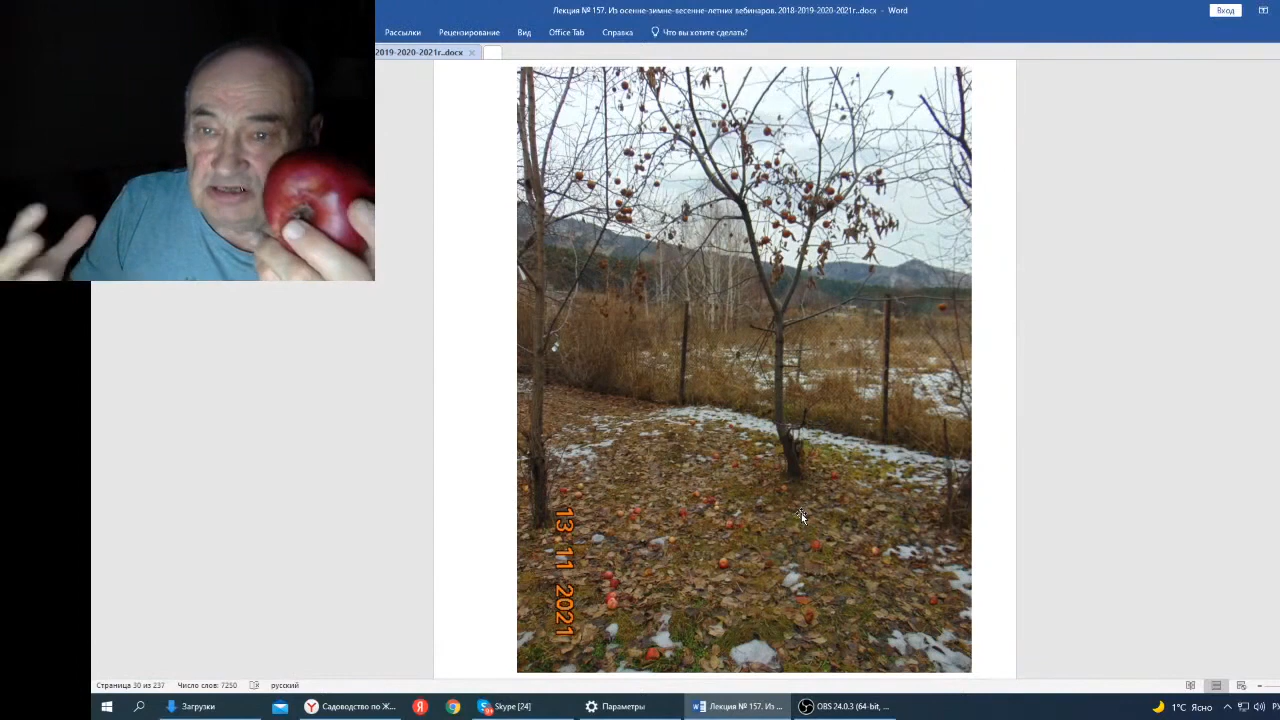 Лекция № 157. Из осенне-зимне-весенне-летних вебинаров. 2018-2019-2020-2021г..docx - Word
Вход
Рассылки Рецензирование Вид Office Tab Справка Что вы хотите сделать?
2019-2020-2021г..docx
13 11 2021
Страница 30 из 237 Число слов: 7250 русский
Загрузки Садоводство по Ж... Я Skype [24] Параметры Лекция № 157. Из ... OBS 24.0.3 (64-bit, ... 1°C Ясно